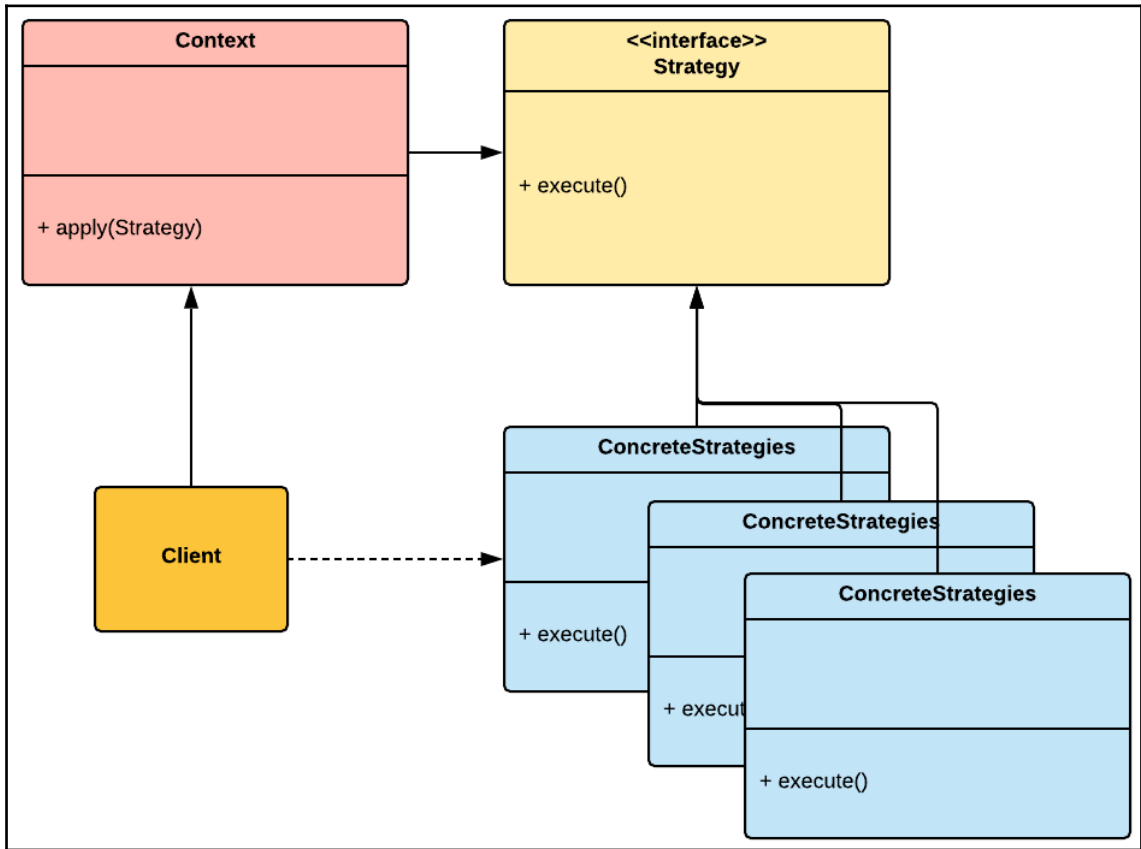 Context
+ apply(Strategy)
<<interface>>
Strategy
+ execute()
Client
ConcreteStrategies
+ execute()
ConcreteStrategies
+ execut
ConcreteStrategies
+ execute()